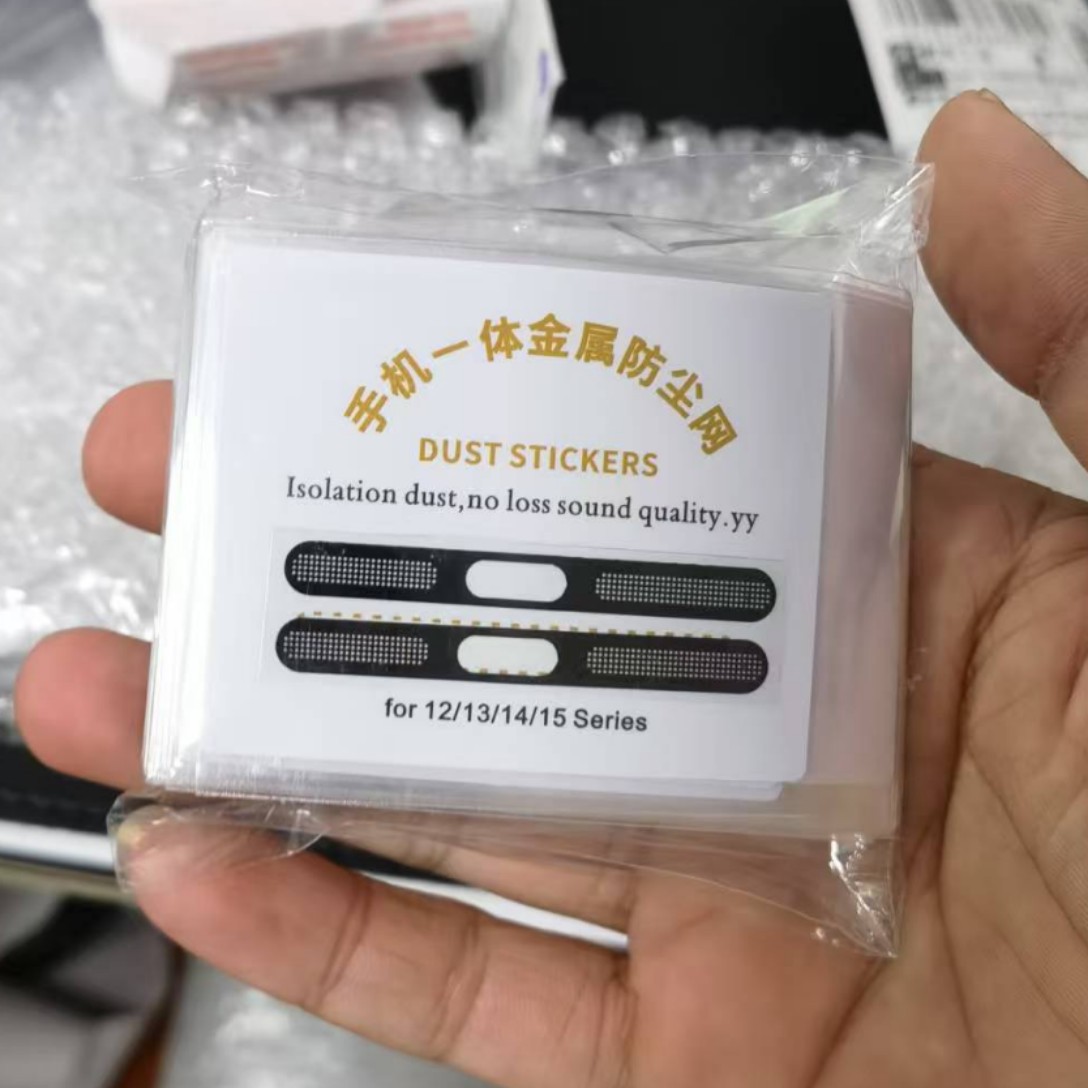 手机一体金属防尘网
DUST STICKERS
Isolation dust,no loss sound quality.yy
for 12/13/14/15 Series